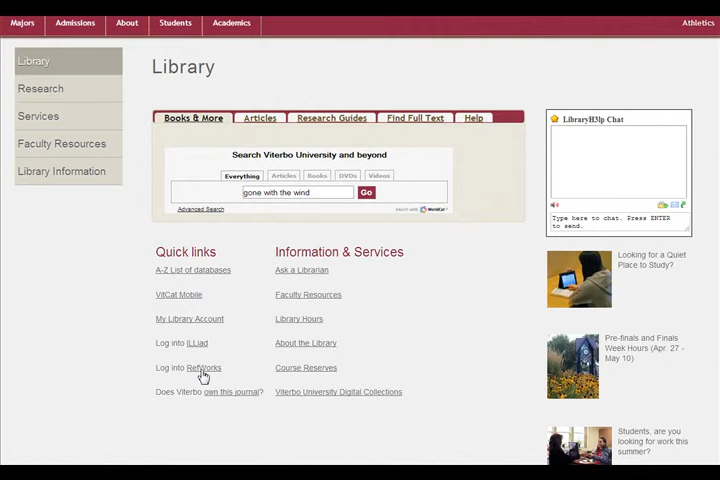 Majors Admissions About Students Academics Athletics
Library
Research
Services
Faculty Resources
Library Information
Library
Books & More Articles Research Guides Find Full Text Help
Search Viterbo University and beyond
Everything Articles Books DVDs Videos
gone with the wind Go
Advanced Search
WorldCat
Quick links
A-Z List of databases
VitCat Mobile
My Library Account
Log into ILLiad
Log into RefWorks
Does Viterbo own this journal?
Information & Services
Ask a Librarian
Faculty Resources
Library Hours
About the Library
Course Reserves
Viterbo University Digital Collections
LibraryH3lp Chat
Type here to chat. Press ENTER
to send.
Looking for a Quiet
Place to Study?
Pre-finals and Finals
Week Hours (Apr. 27 -
May 10)
Students, are you
looking for work this
summer?